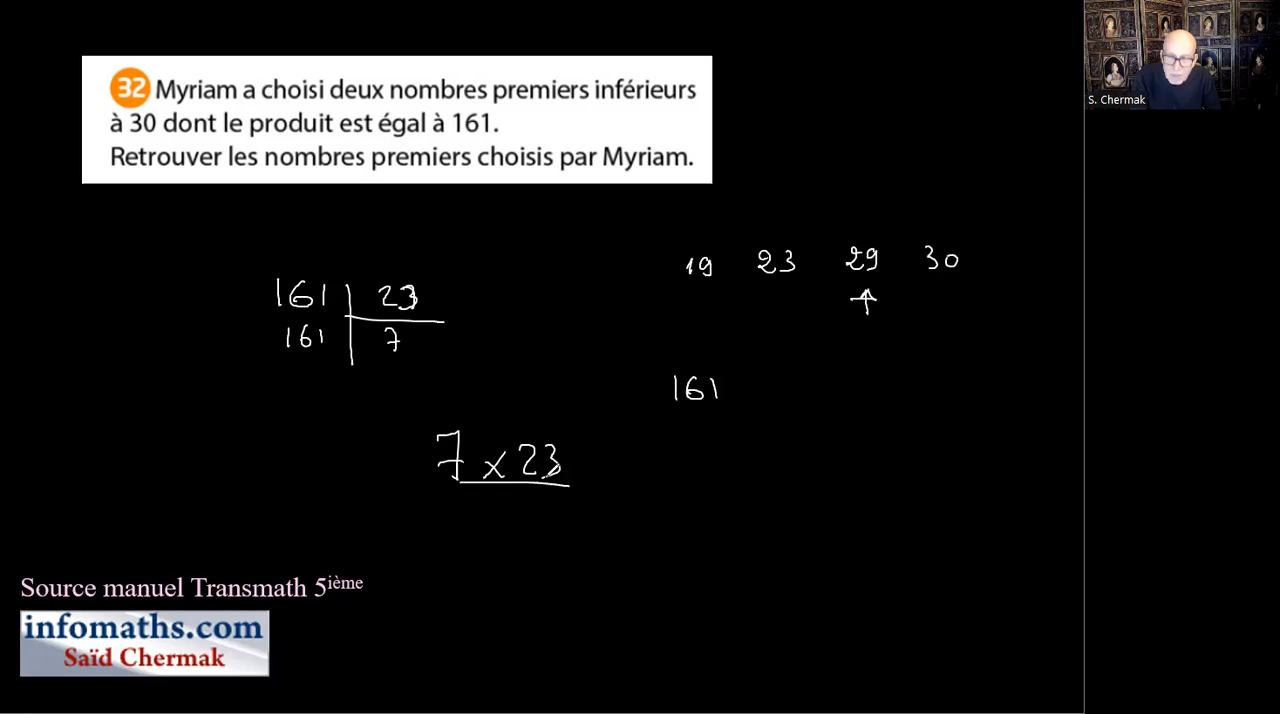 32 Myriam a choisi deux nombres premiers inférieurs
à 30 dont le produit est égal à 161.
Retrouver les nombres premiers choisis par Myriam.
19 23 29 30
161 23
161 7
161
7 x 23
Source manuel Transmath 5ième
infomaths.com
Saïd Chermak
S. Chermak